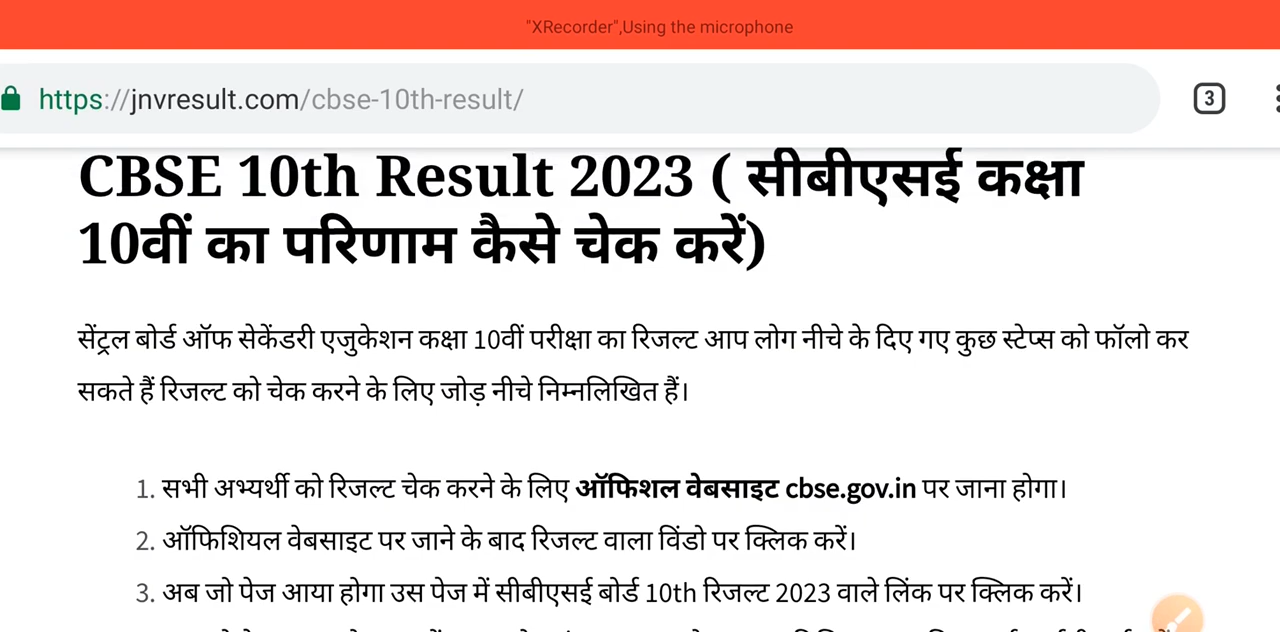 "XRecorder",Using the microphone
https://jnvresult.com/cbse-10th-result/
3
CBSE 10th Result 2023 ( सीबीएसई कक्षा
10वीं का परिणाम कैसे चेक करें)
सेंट्रल बोर्ड ऑफ सेकेंडरी एजुकेशन कक्षा 10वीं परीक्षा का रिजल्ट आप लोग नीचे के दिए गए कुछ स्टेप्स को फॉलो कर
सकते हैं रिजल्ट को चेक करने के लिए जोड़ नीचे निम्नलिखित हैं।
1. सभी अभ्यर्थी को रिजल्ट चेक करने के लिए ऑफिशल वेबसाइट cbse.gov.in पर जाना होगा।
2. ऑफिशियल वेबसाइट पर जाने के बाद रिजल्ट वाला विंडो पर क्लिक करें।
3. अब जो पेज आया होगा उस पेज में सीबीएसई बोर्ड 10th रिजल्ट 2023 वाले लिंक पर क्लिक करें।